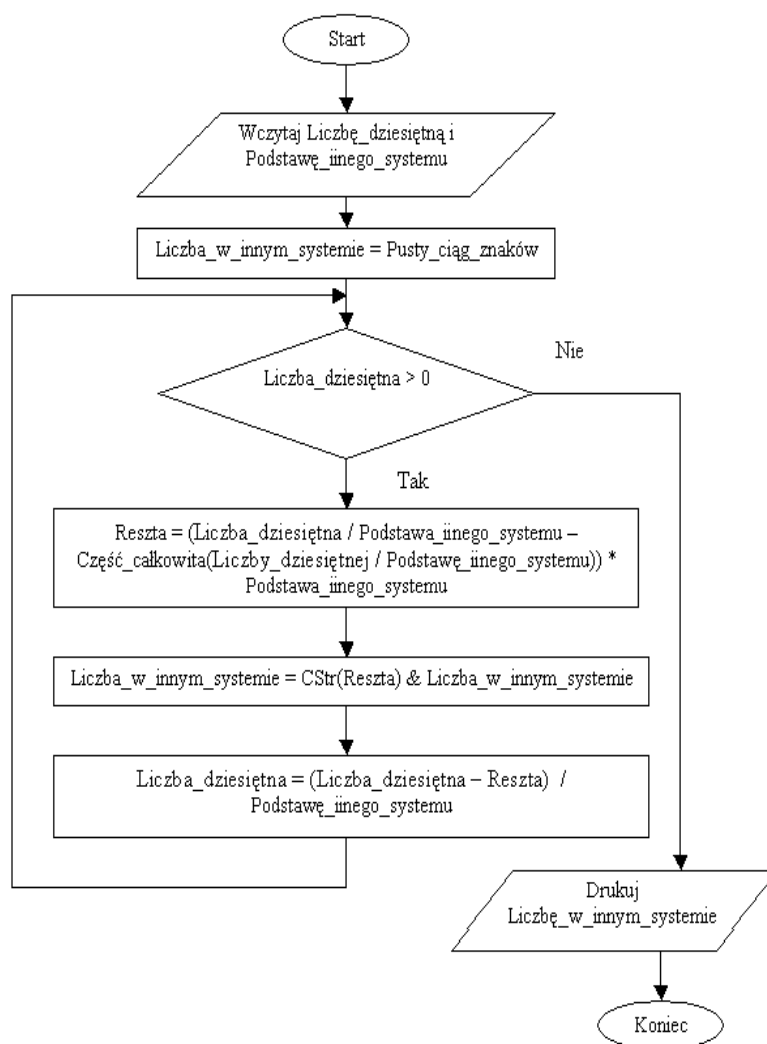 Start
Wczytaj Liczbę_dziesiętną i
Podstawę_iinego_systemu
Liczba_w_innym_systemie = Pusty_ciąg_znaków
Liczba_dziesiętna > 0
Nie
Tak
Reszta = (Liczba_dziesiętna / Podstawa_iinego_systemu –
Część_całkowita(Liczby_dziesiętnej / Podstawę_iinego_systemu)) *
Podstawa_iinego_systemu
Liczba_w_innym_systemie = CStr(Reszta) & Liczba_w_innym_systemie
Liczba_dziesiętna = (Liczba_dziesiętna – Reszta) /
Podstawę_iinego_systemu
Drukuj
Liczbę_w_innym_systemie
Koniec